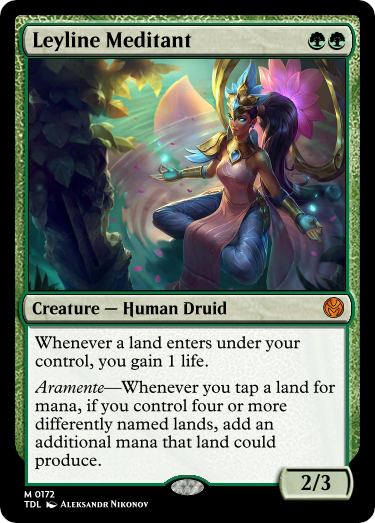 Leyline Meditant
Creature — Human Druid
Whenever a land enters under your
control, you gain 1 life.
Aramente—Whenever you tap a land for
mana, if you control four or more
differently named lands, add an
additional mana that land could
produce.
2/3
M 0172
TDL Aleksandr Nikonov